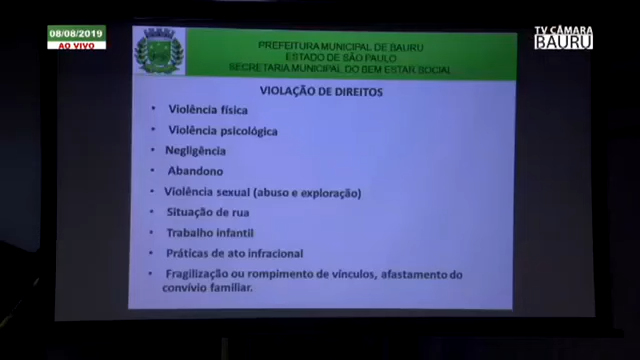 08/08/2019
AO VIVO
TV CÂMARA
BAURU
PREFEITURA MUNICIPAL DE BAURU
ESTADO DE SÃO PAULO
SECRETARIA MUNICIPAL DO BEM ESTAR SOCIAL
VIOLAÇÃO DE DIREITOS
• Violência física
• Violência psicológica
• Negligência
• Abandono
• Violência sexual (abuso e exploração)
• Situação de rua
• Trabalho infantil
• Práticas de ato infracional
• Fragilização ou rompimento de vínculos, afastamento do
convívio familiar.